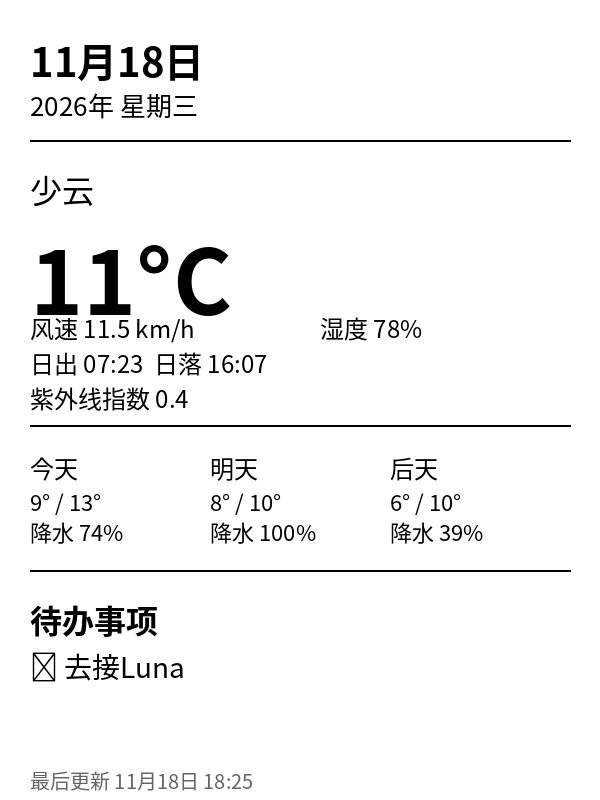 11月18日
2026年 星期三
少云
11°C
风速 11.5 km/h 湿度 78%
日出 07:23 日落 16:07
紫外线指数 0.4
今天 明天 后天
9° / 13° 8° / 10° 6° / 10°
降水 74% 降水 100% 降水 39%
待办事项
去接Luna
最后更新 11月18日 18:25